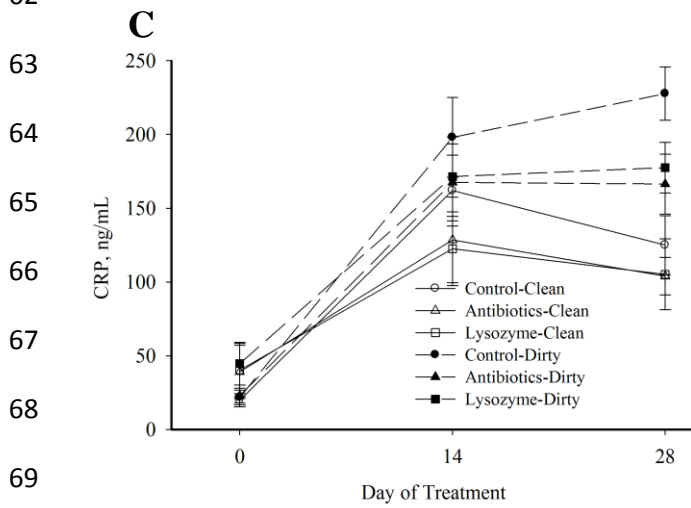 C
63
64
65
66
67
68
69
CRP, ng/mL
250
200
150
100
50
0
Control-Clean
Antibiotics-Clean
Lysozyme-Clean
Control-Dirty
Antibiotics-Dirty
Lysozyme-Dirty
0 14 28
Day of Treatment